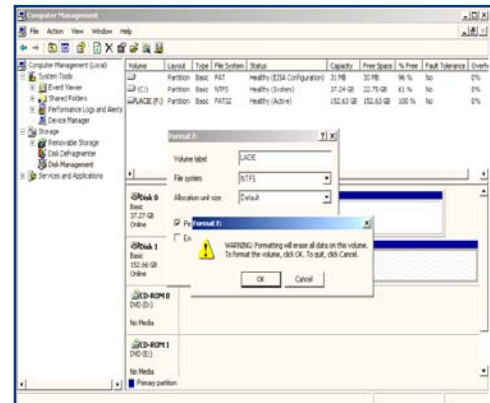 Computer Management
File Action View Window Help
Computer Management (Local)
System Tools
Event Viewer
Shared Folders
Performance Logs and Alerts
Device Manager
Storage
Removable Storage
Disk Defragmenter
Disk Management
Services and Applications
Volume Layout Type File System Status Capacity Free Space % Free Fault Tolerance
Partition Basic FAT Healthy (EISA Configuration) 31 MB 30 MB 96 % No 0%
(C:) Partition Basic NTFS Healthy (System) 37.24 GB 22.75 GB 61 % No 0%
LACIE (F:) Partition Basic FAT32 Healthy (Active) 152.63 GB 152.63 GB 100 % No 0%
Format F:
Volume label: LACIE
File system: NTFS
Allocation unit size: Default
Format F:
WARNING: Formatting will erase all data on this volume.
To format the volume, click OK. To quit, click Cancel.
OK Cancel
Disk 0
Basic
37.27 GB
Online
Disk 1
Basic
152.66 GB
Online
CD-ROM 0
DVD (D:)
No Media
CD-ROM 1
DVD (E:)
No Media
Primary partition